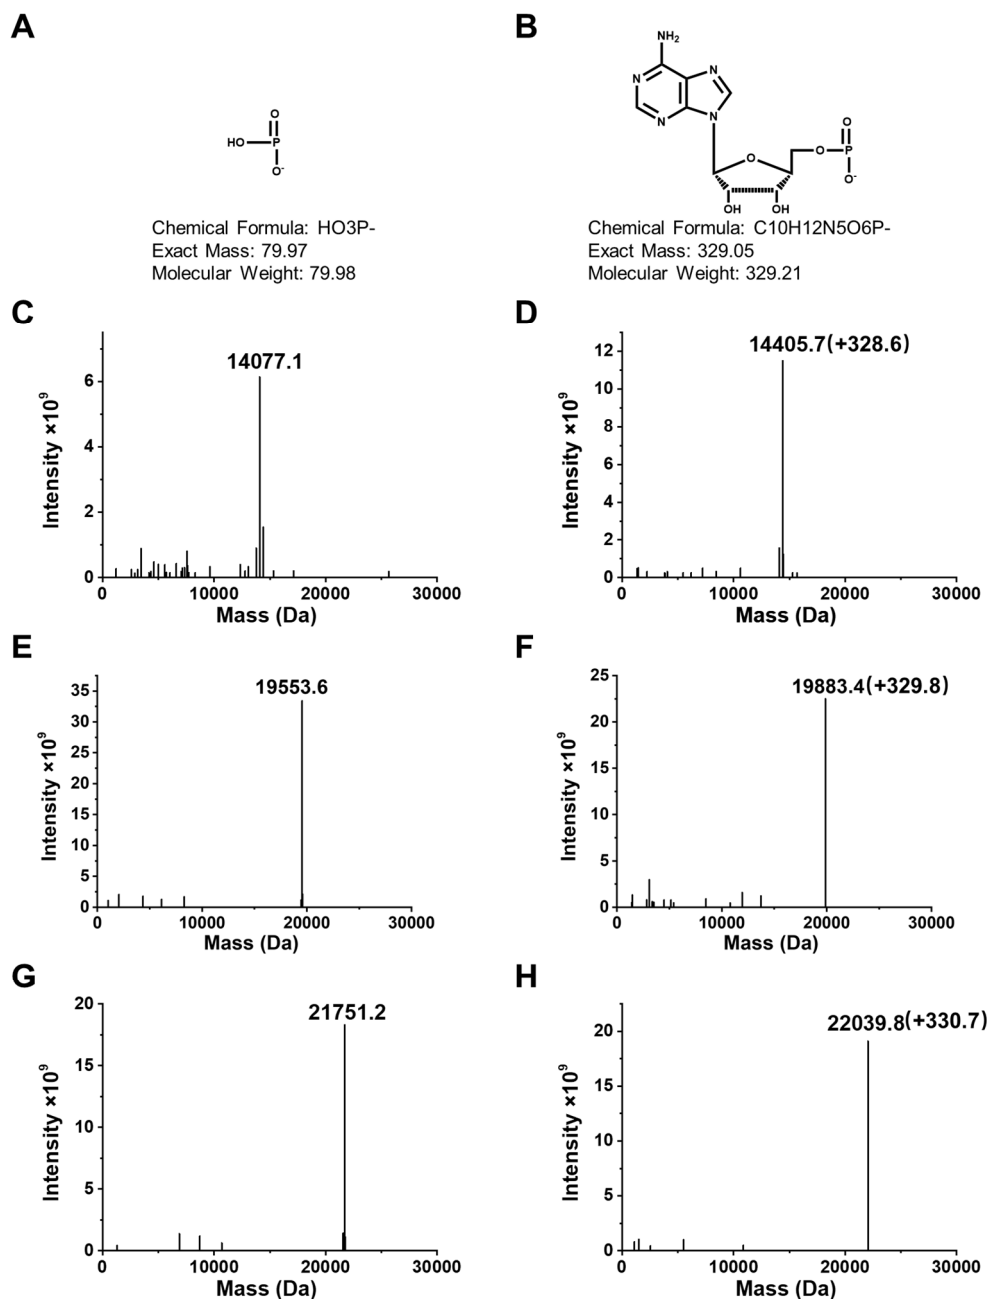 A
B
O
HO
P
O-
NH2
N
N
N
N
O
O
P
O
O-
OH
OH
Chemical Formula: HO3P-
Exact Mass: 79.97
Molecular Weight: 79.98
Chemical Formula: C10H12N5O6P-
Exact Mass: 329.05
Molecular Weight: 329.21
C
14077.1
Intensity ×10⁹
6
4
2
0
0 10000 20000 30000
Mass (Da)
D
14405.7(+328.6)
Intensity ×10⁹
12
10
8
6
4
2
0
0 10000 20000 30000
Mass (Da)
E
19553.6
Intensity ×10⁹
35
30
25
20
15
10
5
0
0 10000 20000 30000
Mass (Da)
F
19883.4(+329.8)
Intensity ×10⁹
25
20
15
10
5
0
0 10000 20000 30000
Mass (Da)
G
21751.2
Intensity ×10⁹
20
15
10
5
0
0 10000 20000 30000
Mass (Da)
H
22039.8(+330.7)
Intensity ×10⁹
20
15
10
5
0
0 10000 20000 30000
Mass (Da)